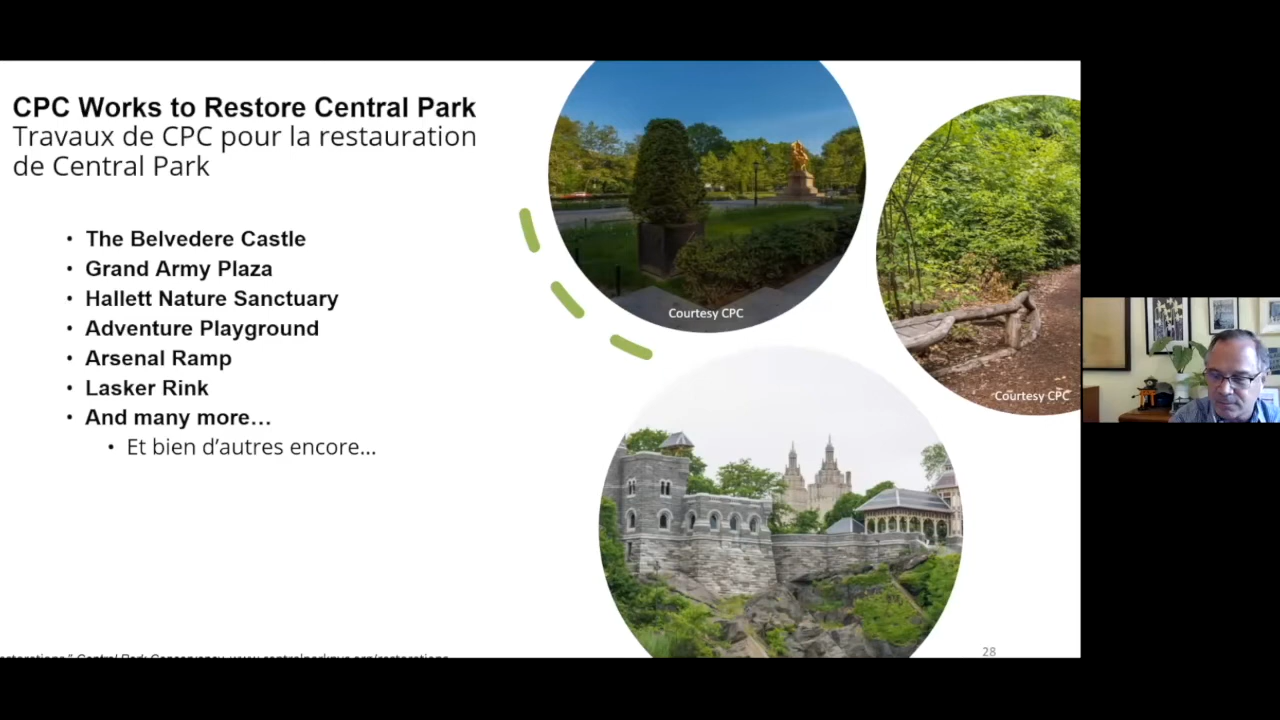 CPC Works to Restore Central Park
Travaux de CPC pour la restauration
de Central Park
• The Belvedere Castle
• Grand Army Plaza
• Hallett Nature Sanctuary
• Adventure Playground
• Arsenal Ramp
• Lasker Rink
• And many more…
• Et bien d’autres encore…
Courtesy CPC
Courtesy CPC
28